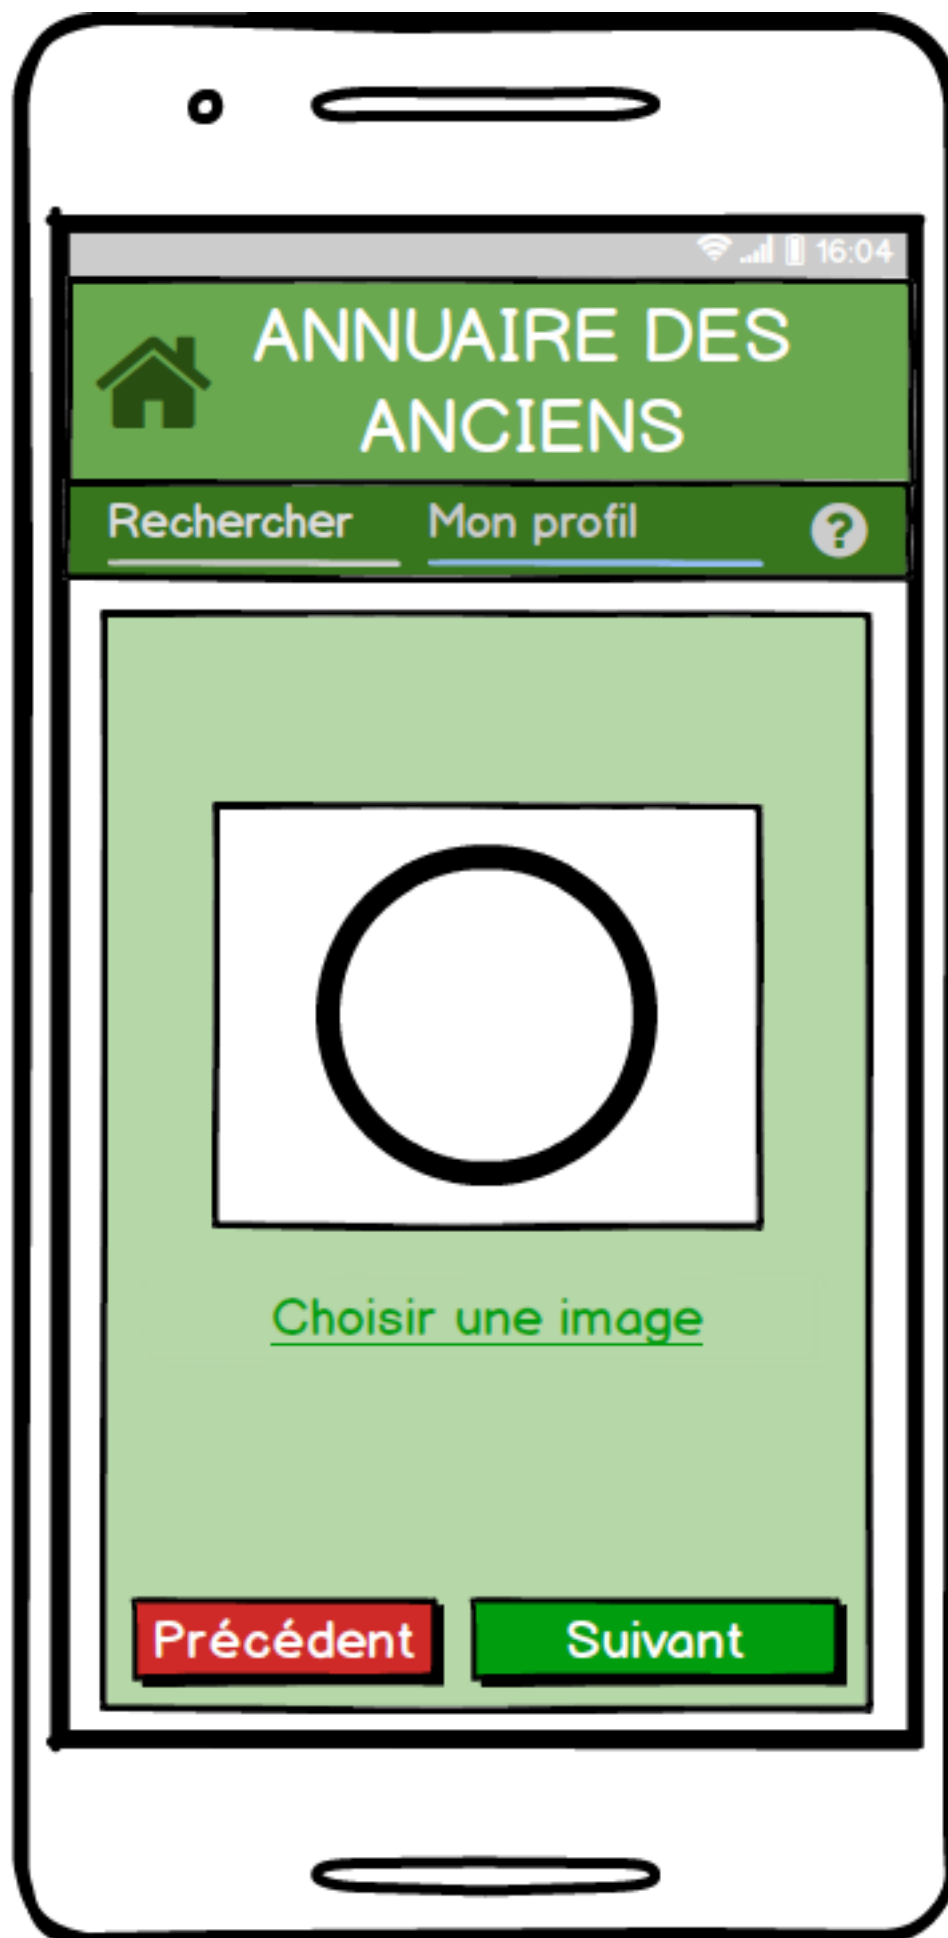 16:04
ANNUAIRE DES
ANCIENS
Rechercher Mon profil ?
Choisir une image
Précédent Suivant